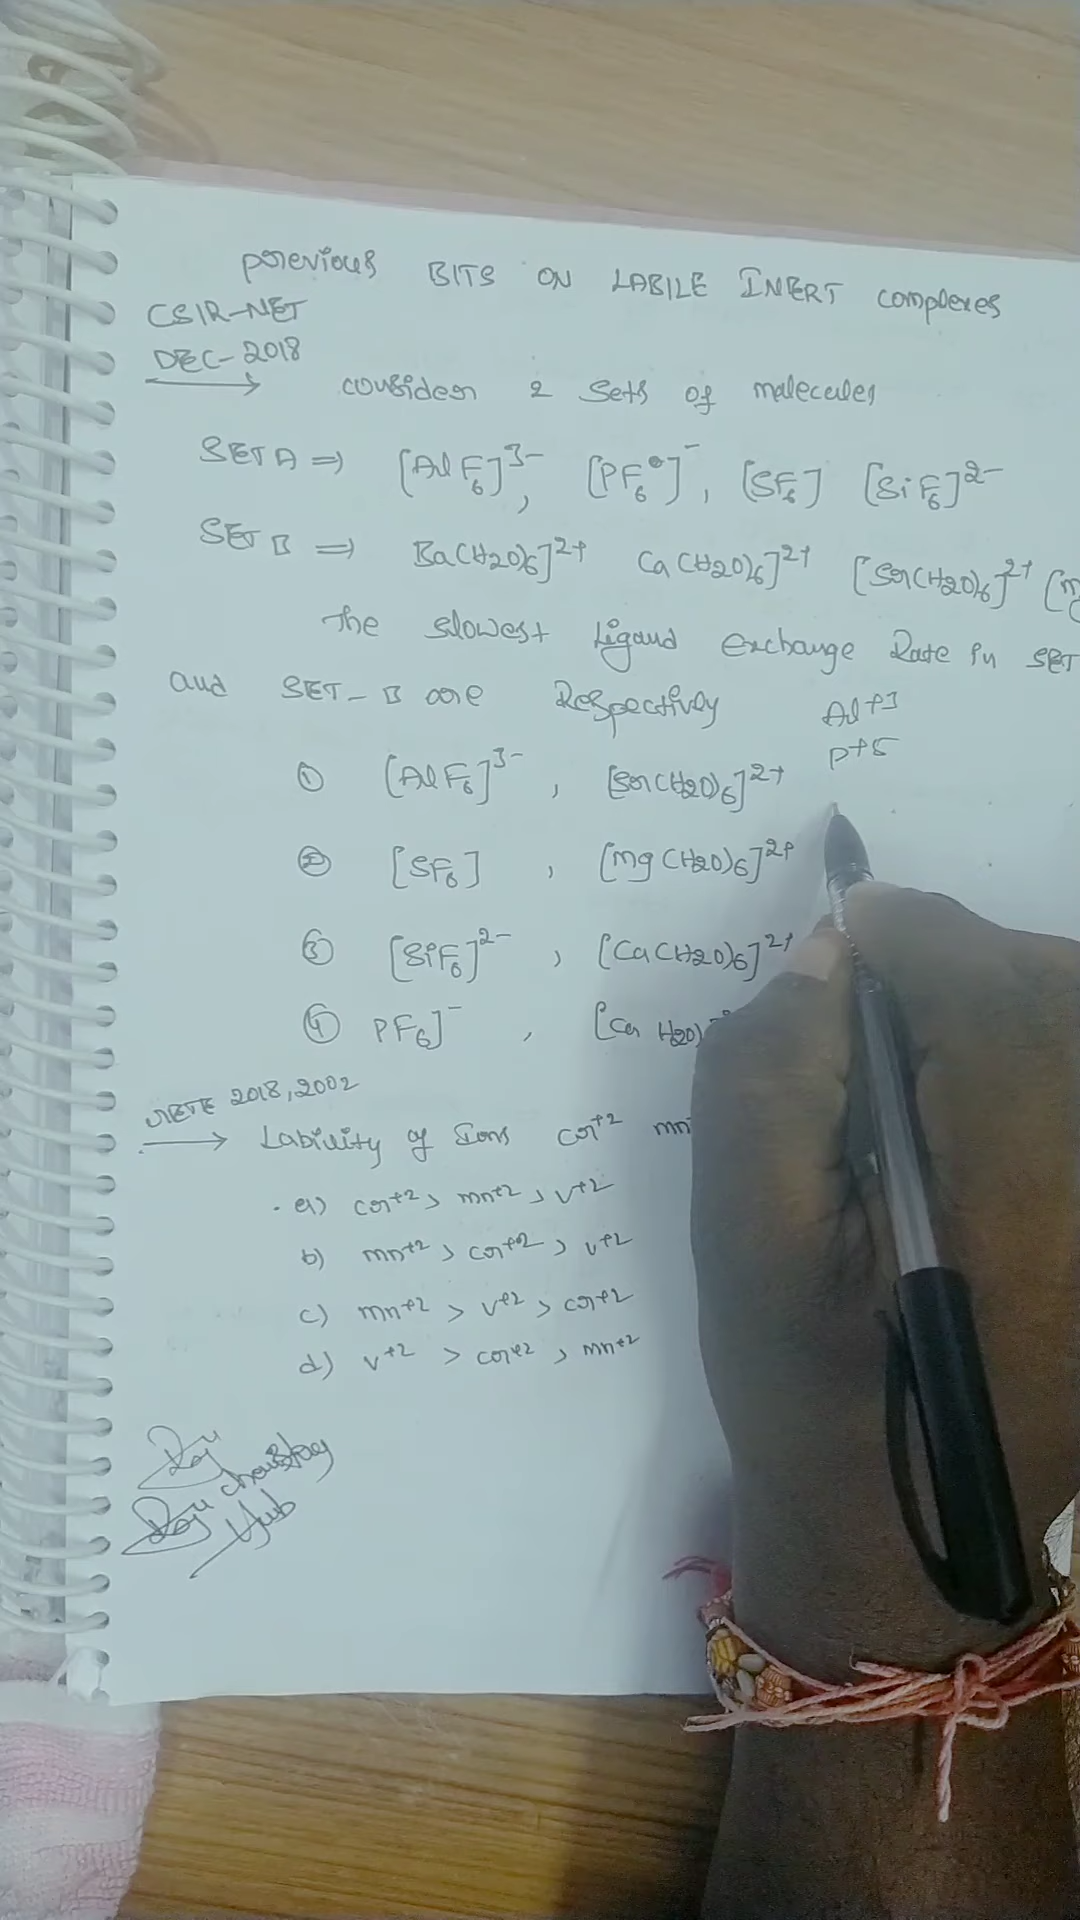 previous BITS ON LABILE INERT complexes
CSIR-NET
DEC-2018
consider 2 sets of molecules
SET A ⇒ [AlF6]3-, [PF6]-, [SF6] [SiF6]2-
SET B ⇒ Ba(H2O)6]2+ Ca(H2O)6]2+ [Sr(H2O)6]2+ [m
The slowest ligand exchange Rate in SET
and SET-B are Respectively
Al+3
P+5
① [AlF6]3-, [Sr(H2O)6]2+
② [SF6], [mg(H2O)6]2+
③ [SiF6]2-, [Ca(H2O)6]2+
④ PF6]-, [Ca H2O)
2018, 2002
Lability of Ions Cr+2 mn
a) Cr+2, mn+2, V+2
b) mn+2 > Cr+2 > V+2
c) mn+2 > V+2 > Cr+2
d) V+2 > Cr+2 > mn+2